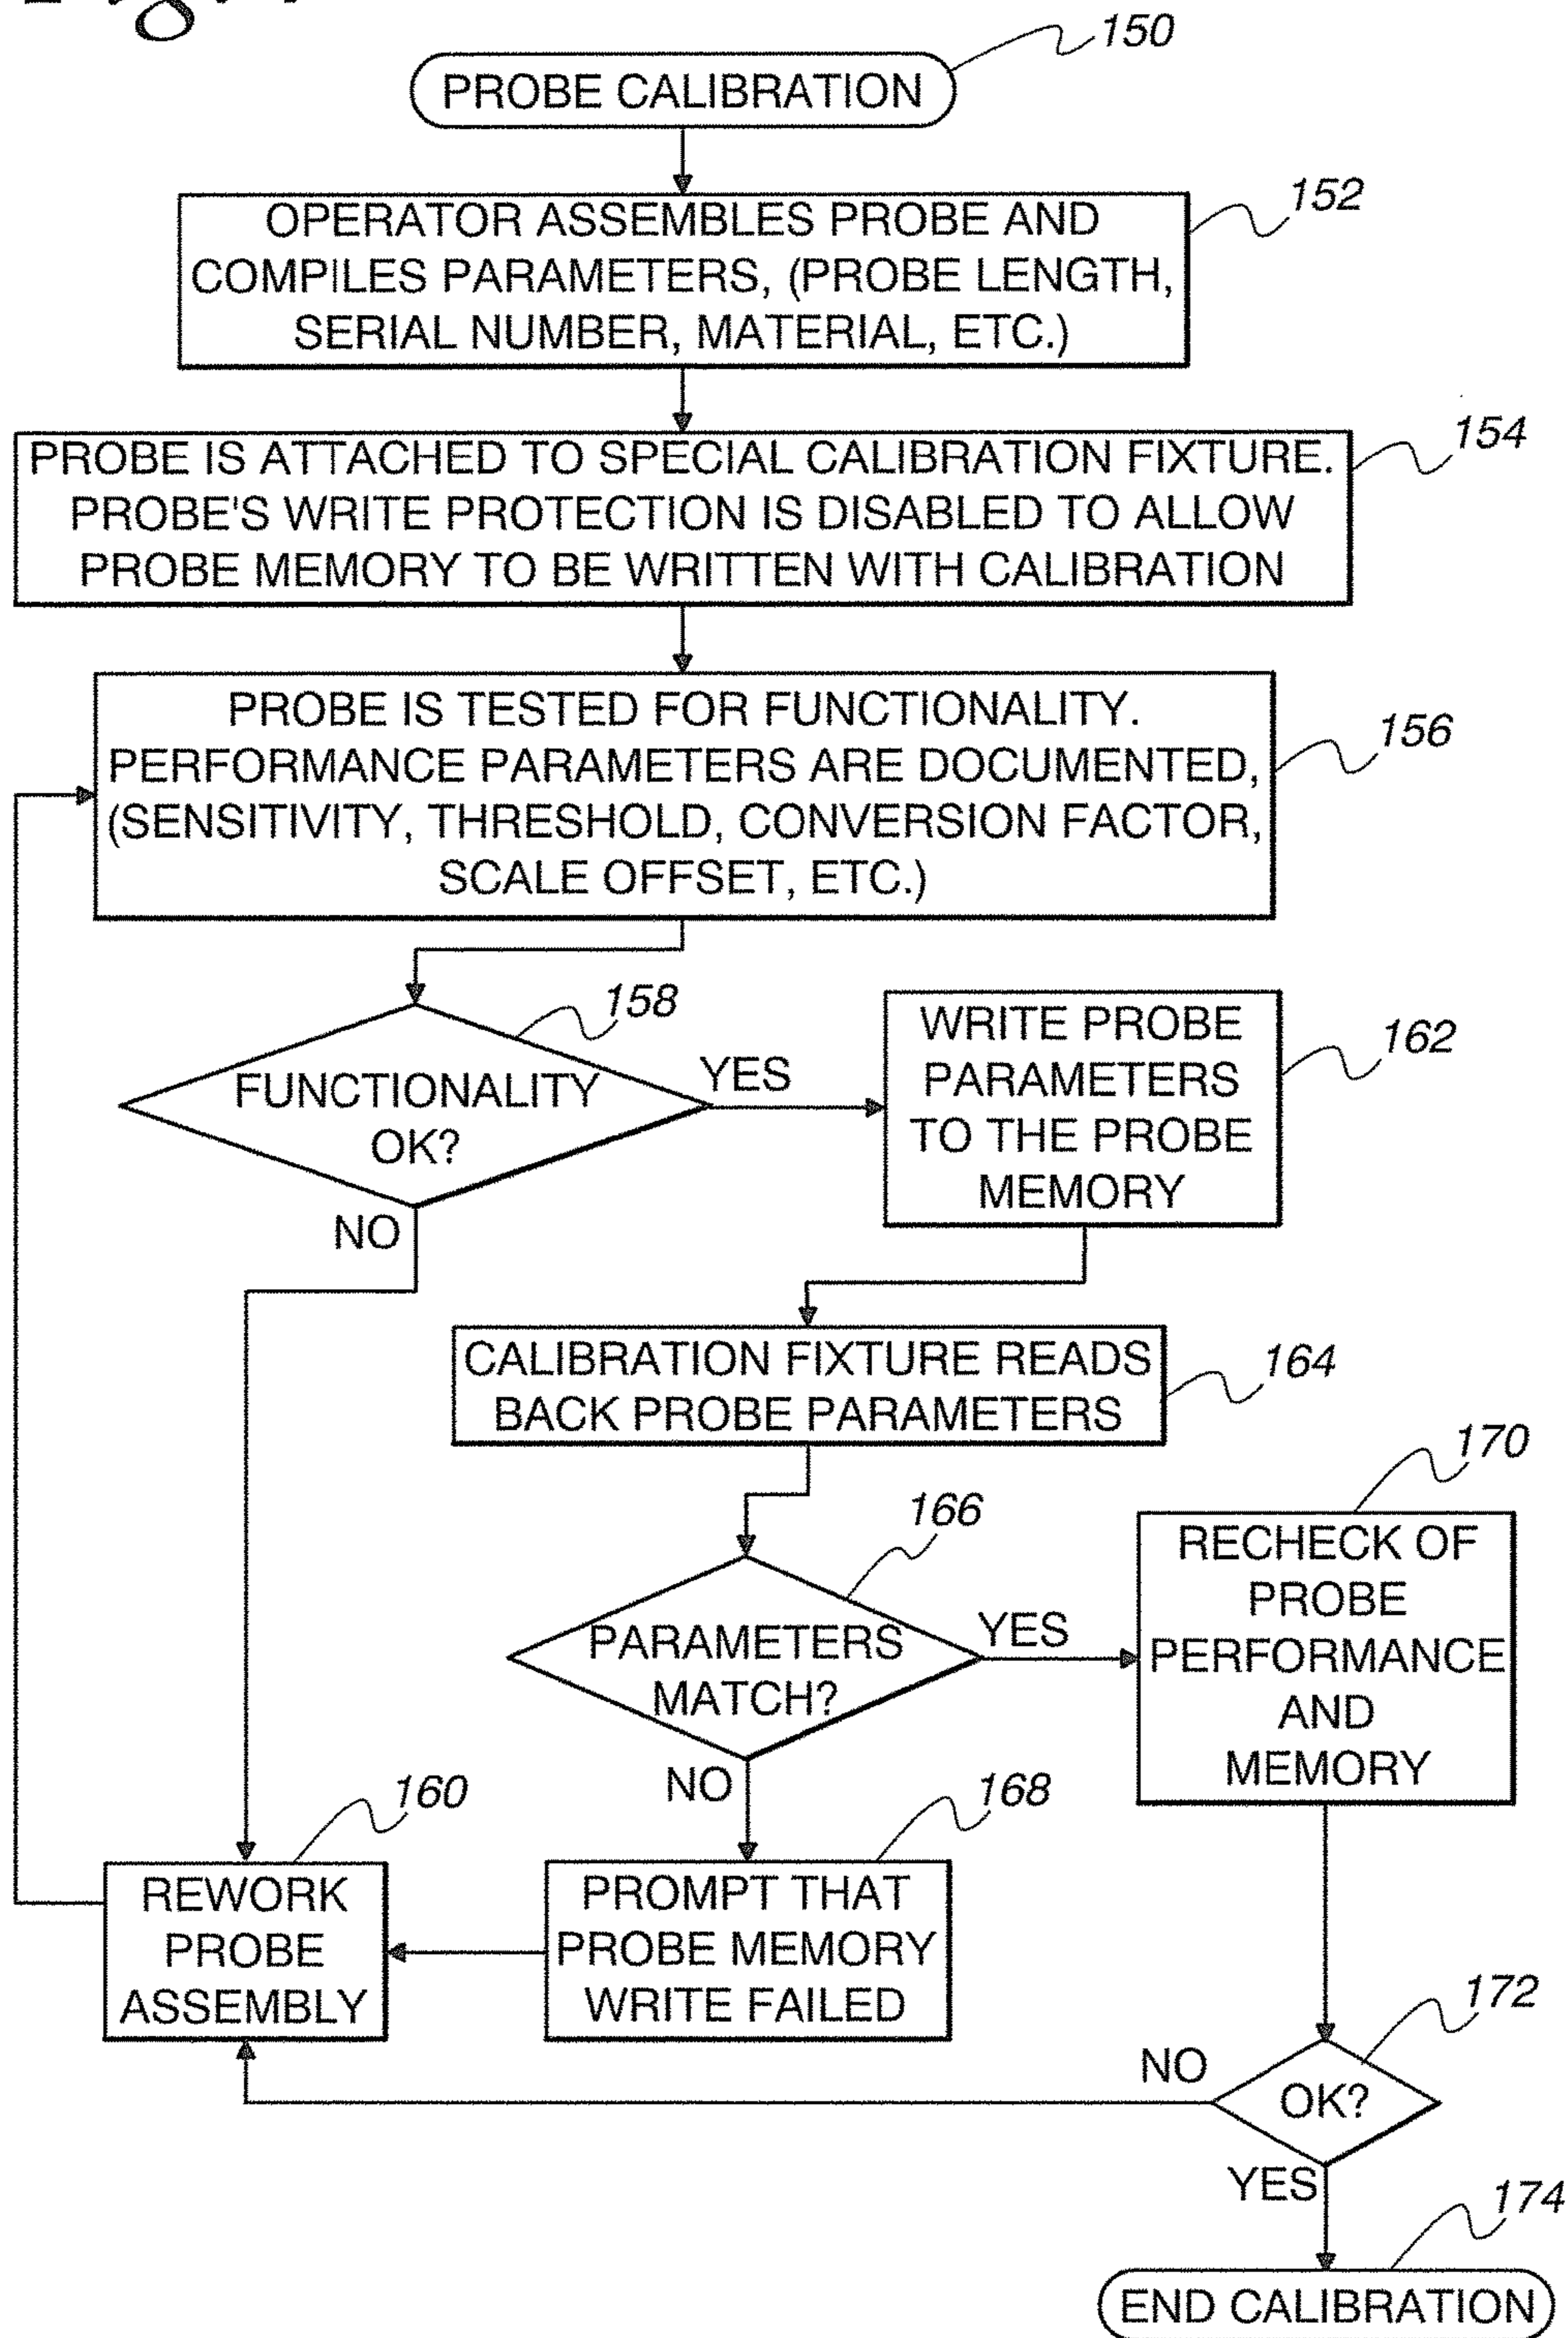 150
PROBE CALIBRATION
152
OPERATOR ASSEMBLES PROBE AND
COMPILES PARAMETERS, (PROBE LENGTH,
SERIAL NUMBER, MATERIAL, ETC.)
154
PROBE IS ATTACHED TO SPECIAL CALIBRATION FIXTURE.
PROBE'S WRITE PROTECTION IS DISABLED TO ALLOW
PROBE MEMORY TO BE WRITTEN WITH CALIBRATION
156
PROBE IS TESTED FOR FUNCTIONALITY.
PERFORMANCE PARAMETERS ARE DOCUMENTED,
(SENSITIVITY, THRESHOLD, CONVERSION FACTOR,
SCALE OFFSET, ETC.)
158
FUNCTIONALITY
OK?
YES
NO
162
WRITE PROBE
PARAMETERS
TO THE PROBE
MEMORY
164
CALIBRATION FIXTURE READS
BACK PROBE PARAMETERS
166
PARAMETERS
MATCH?
YES
NO
170
RECHECK OF
PROBE
PERFORMANCE
AND
MEMORY
160
REWORK
PROBE
ASSEMBLY
168
PROMPT THAT
PROBE MEMORY
WRITE FAILED
172
OK?
NO
YES
174
END CALIBRATION